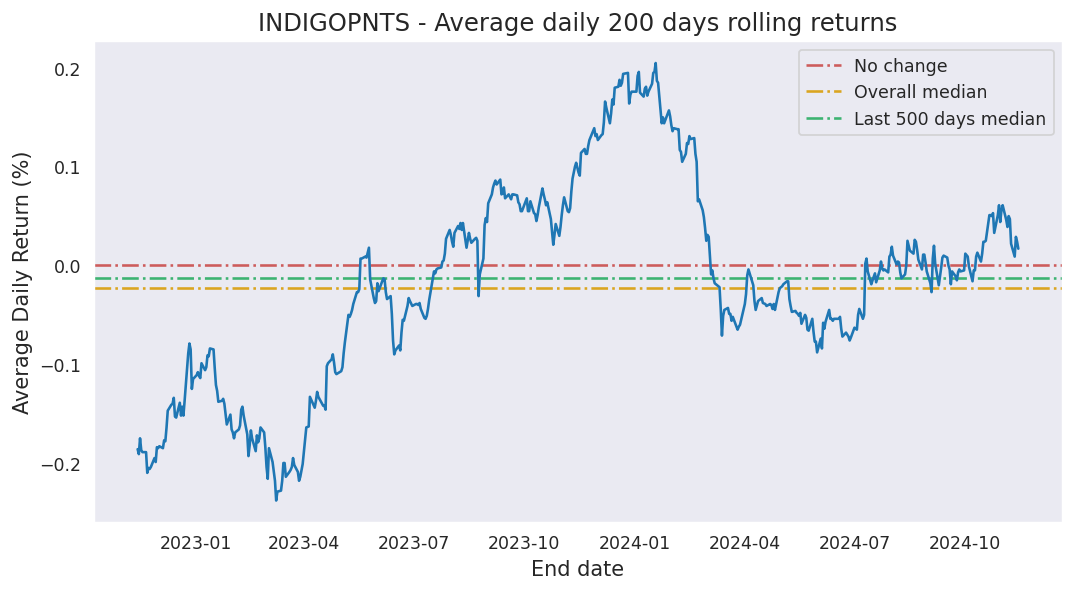 INDIGOPNTS - Average daily 200 days rolling returns
No change
Overall median
Last 500 days median
Average Daily Return (%)
0.2
0.1
0.0
−0.1
−0.2
2023-01 2023-04 2023-07 2023-10 2024-01 2024-04 2024-07 2024-10
End date